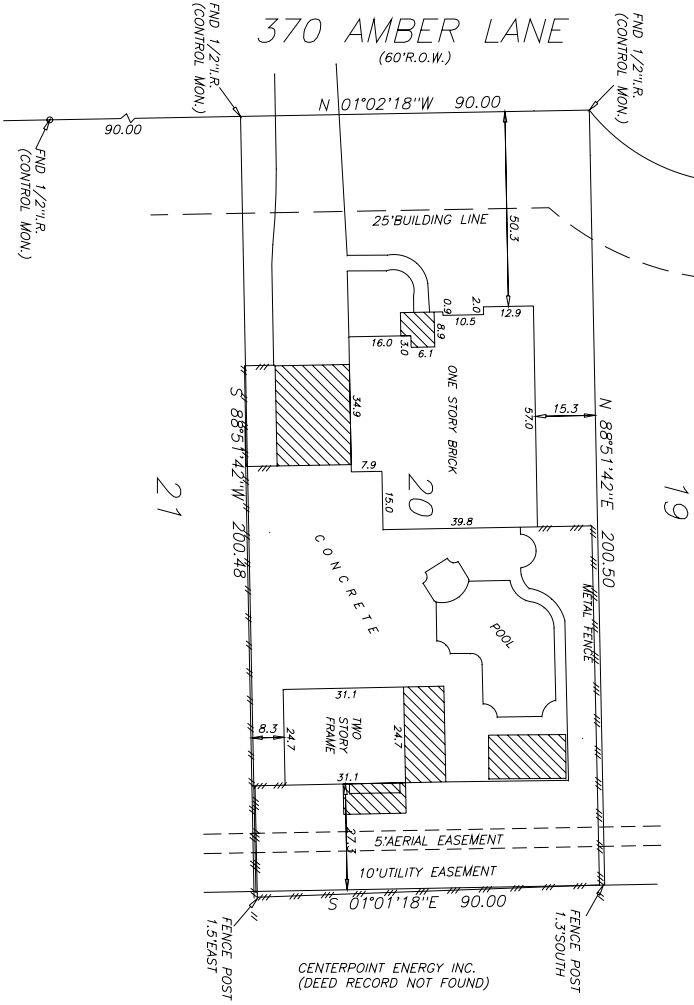 370 AMBER LANE
(60'R.O.W.)
FND 1/2"I.R.
(CONTROL MON.)
FND 1/2"I.R.
(CONTROL MON.)
N 01°02'18"W 90.00
90.00
FND 1/2"I.R.
(CONTROL MON.)
25'BUILDING LINE
50.3
0.9
2.0
10.5
12.9
8.9
16.0
3.0
6.1
ONE STORY BRICK
34.9
57.0
15.3
N 88°51'42"E 200.50
19
S 88°51'42"W 200.48
21
7.9
20
15.0
39.8
CONCRETE
METAL FENCE
POOL
31.1
TWO
STORY
FRAME
24.7
24.7
8.3
31.1
27.3
5'AERIAL EASEMENT
10'UTILITY EASEMENT
S 01°01'18"E 90.00
FENCE POST
1.5'EAST
FENCE POST
1.3'SOUTH
CENTERPOINT ENERGY INC.
(DEED RECORD NOT FOUND)